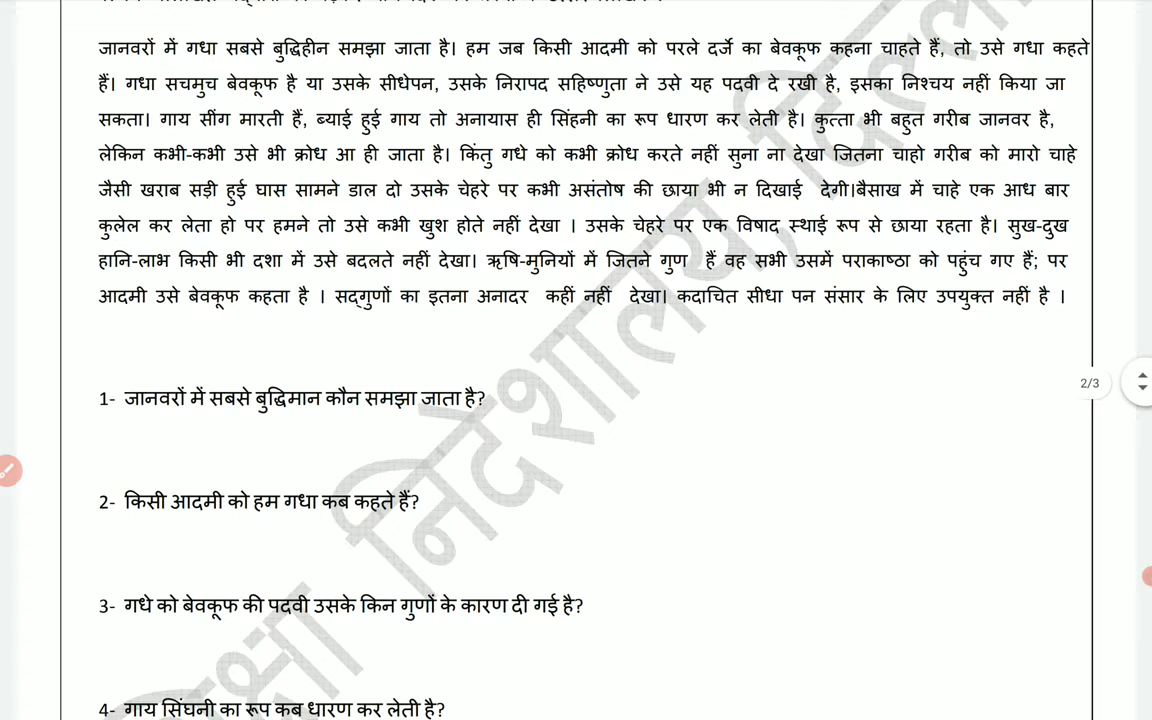 जानवरों में गधा सबसे बुद्धिहीन समझा जाता है। हम जब किसी आदमी को परले दर्जे का बेवकूफ कहना चाहते हैं, तो उसे गधा कहते
हैं। गधा सचमुच बेवकूफ है या उसके सीधेपन, उसके निरापद सहिष्णुता ने उसे यह पदवी दे रखी है, इसका निश्चय नहीं किया जा
सकता। गाय सींग मारती हैं, ब्याई हुई गाय तो अनायास ही सिंहनी का रूप धारण कर लेती है। कुत्ता भी बहुत गरीब जानवर है,
लेकिन कभी-कभी उसे भी क्रोध आ ही जाता है। किंतु गधे को कभी क्रोध करते नहीं सुना ना देखा जितना चाहो गरीब को मारो चाहे
जैसी खराब सड़ी हुई घास सामने डाल दो उसके चेहरे पर कभी असंतोष की छाया भी न दिखाई देगी।बैसाख में चाहे एक आध बार
कुलेल कर लेता हो पर हमने तो उसे कभी खुश होते नहीं देखा । उसके चेहरे पर एक विषाद स्थाई रूप से छाया रहता है। सुख-दुख
हानि-लाभ किसी भी दशा में उसे बदलते नहीं देखा। ऋषि-मुनियों में जितने गुण हैं वह सभी उसमें पराकाष्ठा को पहुंच गए हैं; पर
आदमी उसे बेवकूफ कहता है । सद्गुणों का इतना अनादर कहीं नहीं देखा। कदाचित सीधा पन संसार के लिए उपयुक्त नहीं है ।
1- जानवरों में सबसे बुद्धिमान कौन समझा जाता है?
2/3
2- किसी आदमी को हम गधा कब कहते हैं?
3- गधे को बेवकूफ की पदवी उसके किन गुणों के कारण दी गई है?
4- गाय सिंघनी का रूप कब धारण कर लेती है?
निदेशालय,